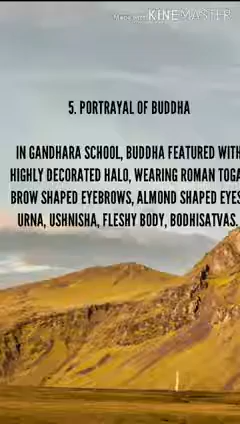 Made with KINEMASTER
5. PORTRAYAL OF BUDDHA
IN GANDHARA SCHOOL, BUDDHA FEATURED WITH
HIGHLY DECORATED HALO, WEARING ROMAN TOGA
BROW SHAPED EYEBROWS, ALMOND SHAPED EYES
URNA, USHNISHA, FLESHY BODY, BODHISATVAS.